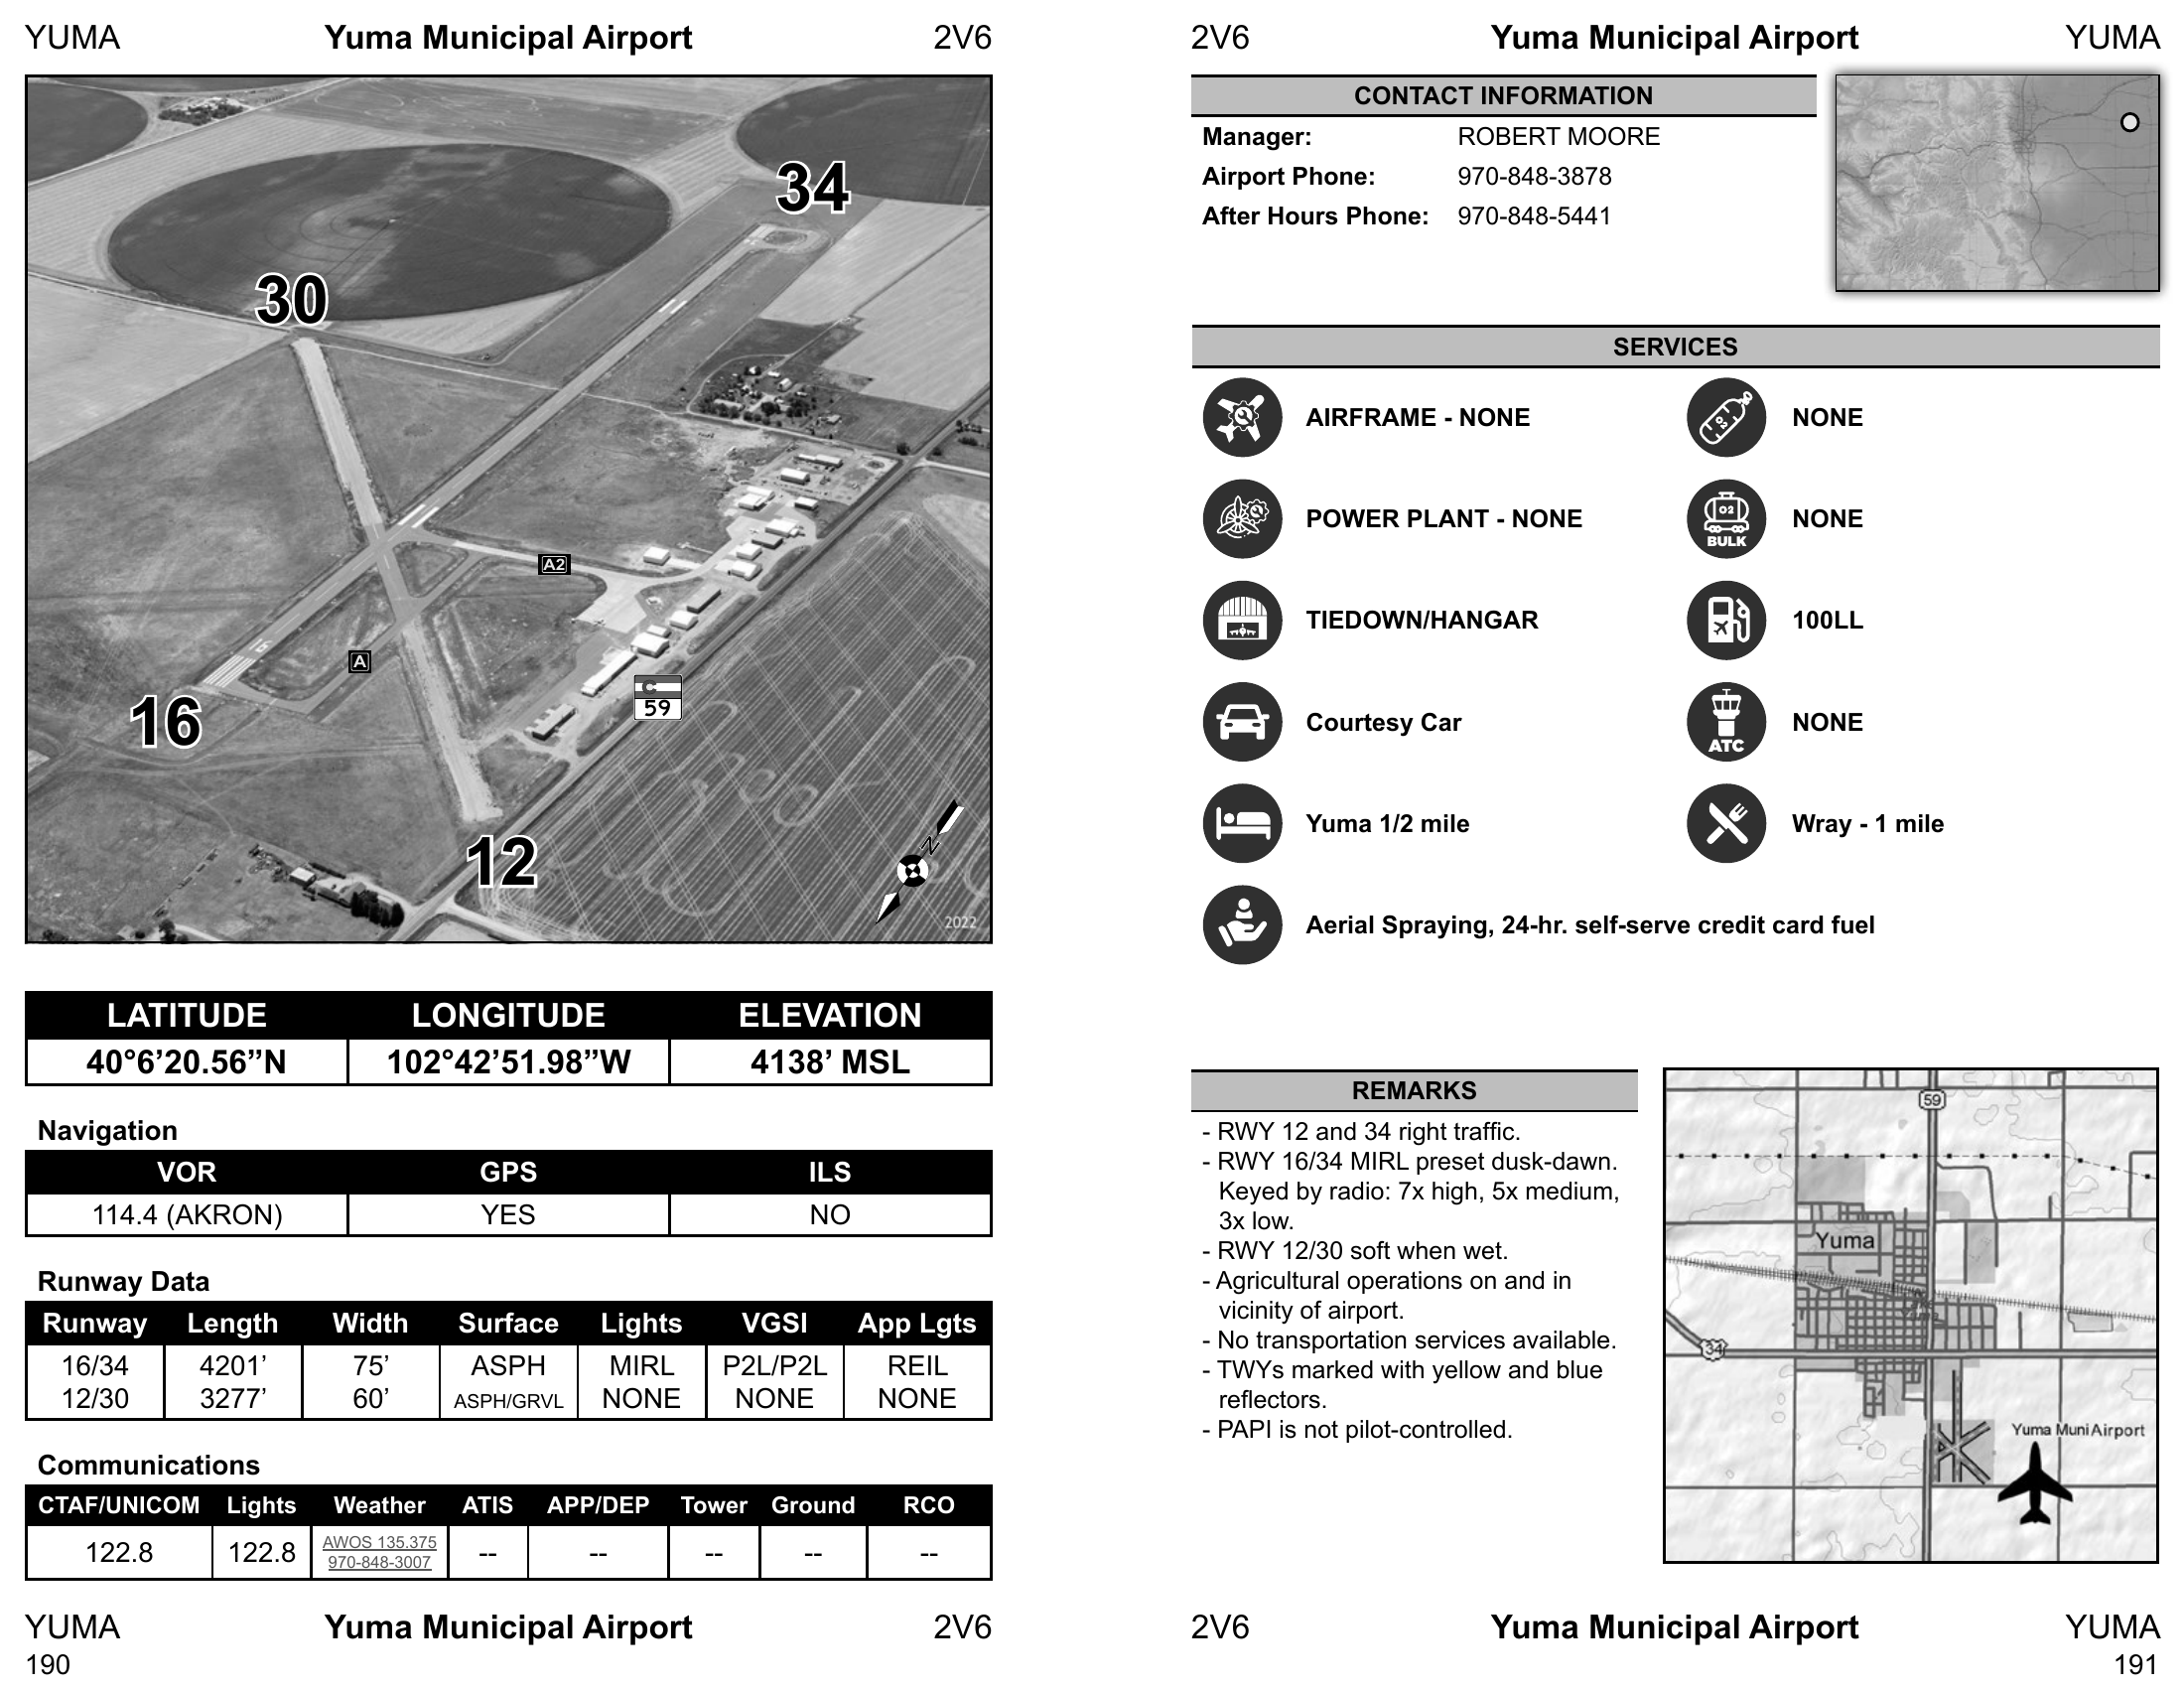 YUMA Yuma Municipal Airport 2V6
34
30
A2
A
C
59
16
12
N
2022
LATITUDE LONGITUDE ELEVATION
40°6’20.56”N 102°42’51.98”W 4138’ MSL
Navigation
VOR GPS ILS
114.4 (AKRON) YES NO
Runway Data
Runway Length Width Surface Lights VGSI App Lgts
16/34 4201’ 75’ ASPH MIRL P2L/P2L REIL
12/30 3277’ 60’ ASPH/GRVL NONE NONE NONE
Communications
CTAF/UNICOM Lights Weather ATIS APP/DEP Tower Ground RCO
122.8 122.8 AWOS 135.375 -- -- -- -- --
970-848-3007
YUMA Yuma Municipal Airport 2V6
190
2V6 Yuma Municipal Airport YUMA
CONTACT INFORMATION
Manager: ROBERT MOORE
Airport Phone: 970-848-3878
After Hours Phone: 970-848-5441
SERVICES
AIRFRAME - NONE
O2 NONE
POWER PLANT - NONE
O2 BULK NONE
TIEDOWN/HANGAR
100LL
Courtesy Car
ATC NONE
Yuma 1/2 mile
Wray - 1 mile
Aerial Spraying, 24-hr. self-serve credit card fuel
REMARKS
- RWY 12 and 34 right traffic.
- RWY 16/34 MIRL preset dusk-dawn.
Keyed by radio: 7x high, 5x medium,
3x low.
- RWY 12/30 soft when wet.
- Agricultural operations on and in
vicinity of airport.
- No transportation services available.
- TWYs marked with yellow and blue
reflectors.
- PAPI is not pilot-controlled.
59
Yuma
34
Yuma Muni Airport
2V6 Yuma Municipal Airport YUMA
191